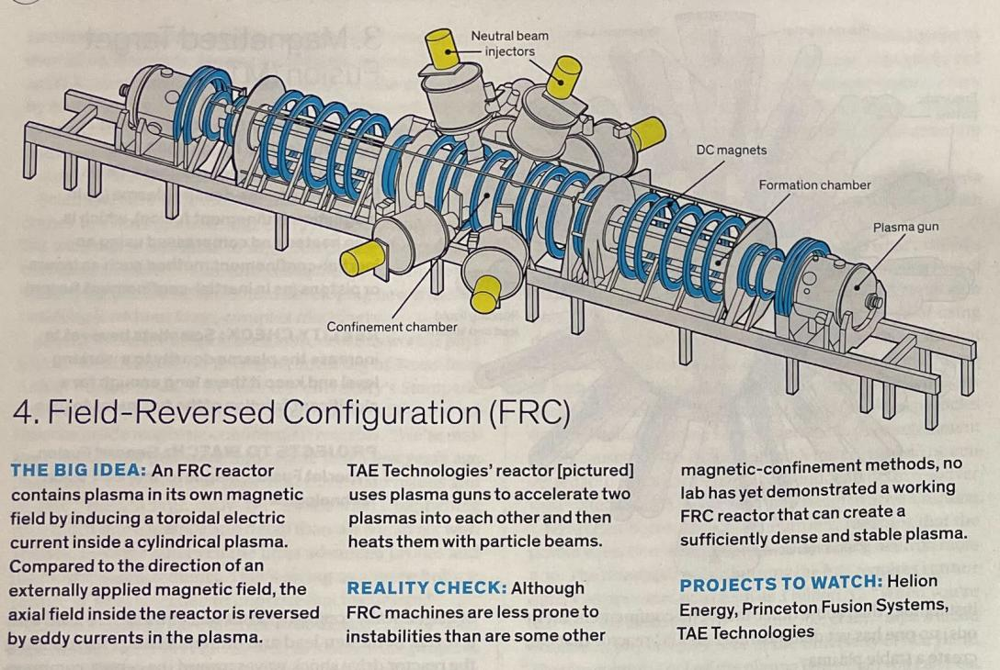 Neutral beam
injectors
DC magnets
Formation chamber
Plasma gun
Confinement chamber
4. Field-Reversed Configuration (FRC)
THE BIG IDEA: An FRC reactor
contains plasma in its own magnetic
field by inducing a toroidal electric
current inside a cylindrical plasma.
Compared to the direction of an
externally applied magnetic field, the
axial field inside the reactor is reversed
by eddy currents in the plasma.
TAE Technologies' reactor [pictured]
uses plasma guns to accelerate two
plasmas into each other and then
heats them with particle beams.
REALITY CHECK: Although
FRC machines are less prone to
instabilities than are some other
magnetic-confinement methods, no
lab has yet demonstrated a working
FRC reactor that can create a
sufficiently dense and stable plasma.
PROJECTS TO WATCH: Helion
Energy, Princeton Fusion Systems,
TAE Technologies